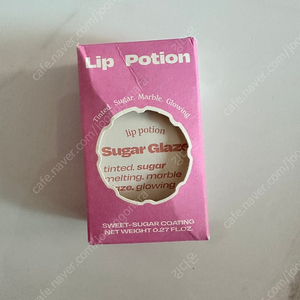 Lip Potion
Tinted, Sugar, Marble, Glowing
lip potion
Sugar Glaze
tinted. sugar
melting. marble
glaze. glowing
SWEET-SUGAR COATING
NET WEIGHT 0.27 FL.OZ.